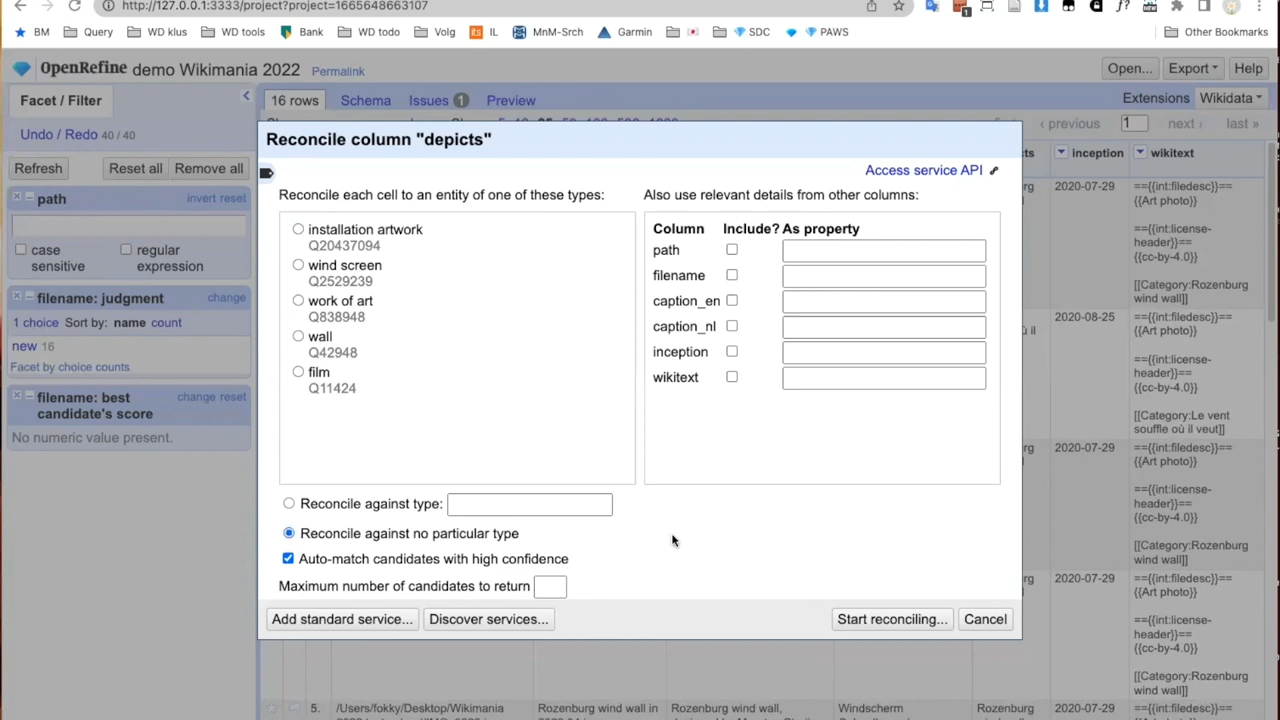 http://127.0.0.1:3333/project?project=1665648663107
1
BM
Query
WD klus
WD tools
Bank
WD todo
Volg
IL
MnM-Srch
Garmin
SDC
PAWS
Other Bookmarks
OpenRefine demo Wikimania 2022 Permalink
Open...
Export
Help
Facet / Filter
16 rows
Schema
Issues 1
Preview
Extensions
Wikidata
Undo / Redo 40 / 40
‹ previous
1
next ›
last »
Refresh
Reset all
Remove all
path
invert reset
case sensitive
regular expression
filename: judgment
change
1 choice Sort by: name count
new 16
Facet by choice counts
filename: best candidate's score
change reset
No numeric value present.
Reconcile column "depicts"
Access service API
Reconcile each cell to an entity of one of these types:
installation artwork
Q20437094
wind screen
Q2529239
work of art
Q838948
wall
Q42948
film
Q11424
Also use relevant details from other columns:
Column Include? As property
path
filename
caption_en
caption_nl
inception
wikitext
Reconcile against type:
Reconcile against no particular type
Auto-match candidates with high confidence
Maximum number of candidates to return
Add standard service...
Discover services...
Start reconciling...
Cancel
inception
wikitext
2020-07-29
=={{int:filedesc}}==
{{Art photo}}
=={{int:license-
header}}==
{{cc-by-4.0}}
[[Category:Rozenburg
wind wall]]
2020-08-25
=={{int:filedesc}}==
{{Art photo}}
=={{int:license-
header}}==
{{cc-by-4.0}}
[[Category:Le vent
souffle où il veut]]
2020-07-29
=={{int:filedesc}}==
{{Art photo}}
=={{int:license-
header}}==
{{cc-by-4.0}}
[[Category:Rozenburg
wind wall]]
2020-07-29
=={{int:filedesc}}==
{{Art photo}}
=={{int:license-
header}}==
{{cc-by-4.0}}
[[Category:Rozenburg
wind wall]]
5.
/Users/fokky/Desktop/Wikimania
Rozenburg wind wall in
Rozenburg wind wall,
Windscherm
Rozenburg
2020-07-29
=={{int:filedesc}}==
{{Art photo}}